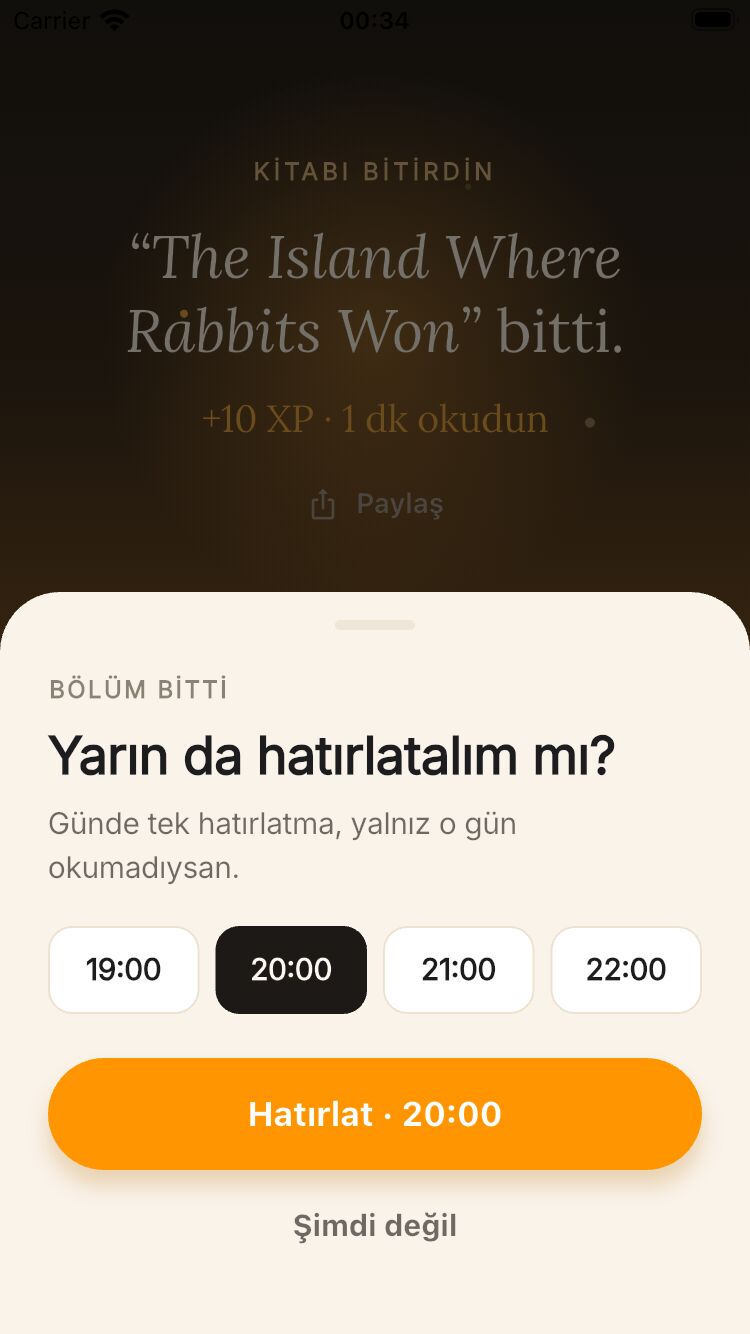 Carrier 00:34
KİTABI BİTİRDİN
“The Island Where
Rabbits Won” bitti.
+10 XP · 1 dk okudun
Paylaş
BÖLÜM BİTTİ
Yarın da hatırlatalım mı?
Günde tek hatırlatma, yalnız o gün
okumadıysan.
19:00 20:00 21:00 22:00
Hatırlat · 20:00
Şimdi değil